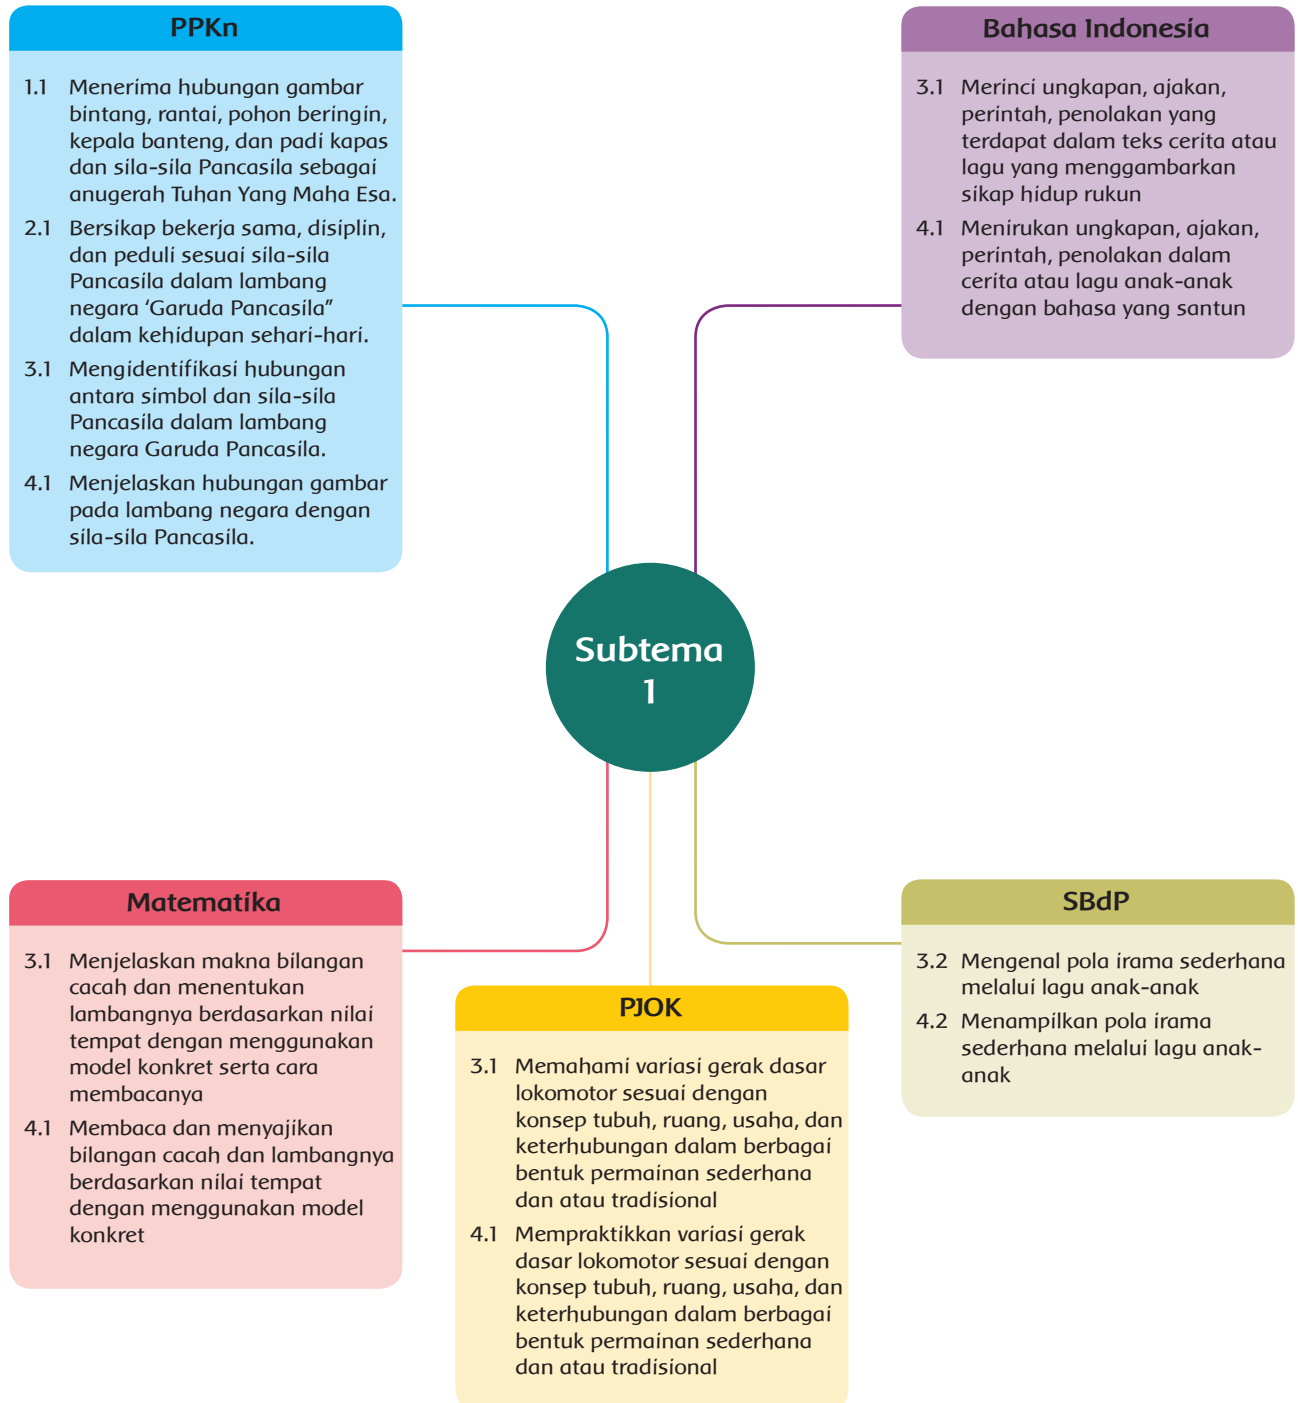 PPKn
1.1 Menerima hubungan gambar
bintang, rantai, pohon beringin,
kepala banteng, dan padi kapas
dan sila-sila Pancasila sebagai
anugerah Tuhan Yang Maha Esa.
2.1 Bersikap bekerja sama, disiplin,
dan peduli sesuai sila-sila
Pancasila dalam lambang
negara ‘Garuda Pancasila”
dalam kehidupan sehari-hari.
3.1 Mengidentifikasi hubungan
antara simbol dan sila-sila
Pancasila dalam lambang
negara Garuda Pancasila.
4.1 Menjelaskan hubungan gambar
pada lambang negara dengan
sila-sila Pancasila.
Bahasa Indonesia
3.1 Merinci ungkapan, ajakan,
perintah, penolakan yang
terdapat dalam teks cerita atau
lagu yang menggambarkan
sikap hidup rukun
4.1 Menirukan ungkapan, ajakan,
perintah, penolakan dalam
cerita atau lagu anak-anak
dengan bahasa yang santun
Subtema
1
Matematika
3.1 Menjelaskan makna bilangan
cacah dan menentukan
lambangnya berdasarkan nilai
tempat dengan menggunakan
model konkret serta cara
membacanya
4.1 Membaca dan menyajikan
bilangan cacah dan lambangnya
berdasarkan nilai tempat
dengan menggunakan model
konkret
PJOK
3.1 Memahami variasi gerak dasar
lokomotor sesuai dengan
konsep tubuh, ruang, usaha, dan
keterhubungan dalam berbagai
bentuk permainan sederhana
dan atau tradisional
4.1 Mempraktikkan variasi gerak
dasar lokomotor sesuai dengan
konsep tubuh, ruang, usaha, dan
keterhubungan dalam berbagai
bentuk permainan sederhana
dan atau tradisional
SBdP
3.2 Mengenal pola irama sederhana
melalui lagu anak-anak
4.2 Menampilkan pola irama
sederhana melalui lagu anak-
anak